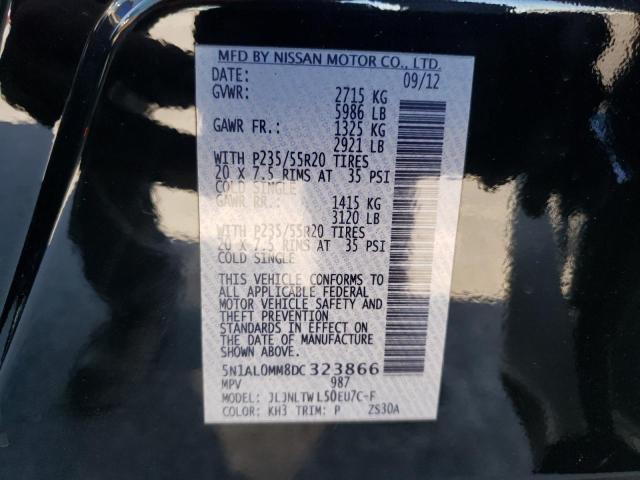 MFD BY NISSAN MOTOR CO., LTD.
DATE: 09/12
GVWR: 2715 KG
5986 LB
GAWR FR.: 1325 KG
2921 LB
WITH P235/55R20 TIRES
20 X 7.5 RIMS AT 35 PSI
COLD SINGLE
GAWR RR.: 1415 KG
3120 LB
WITH P235/55R20 TIRES
20 X 7.5 RIMS AT 35 PSI
COLD SINGLE
THIS VEHICLE CONFORMS TO
ALL APPLICABLE FEDERAL
MOTOR VEHICLE SAFETY AND
THEFT PREVENTION
STANDARDS IN EFFECT ON
THE DATE OF MANUFACTURE
SHOWN ABOVE.
5N1AL0MM8DC323866
MPV 987
MODEL: JLJNLTWL50EU7C-F
COLOR: KH3 TRIM: P ZS30A